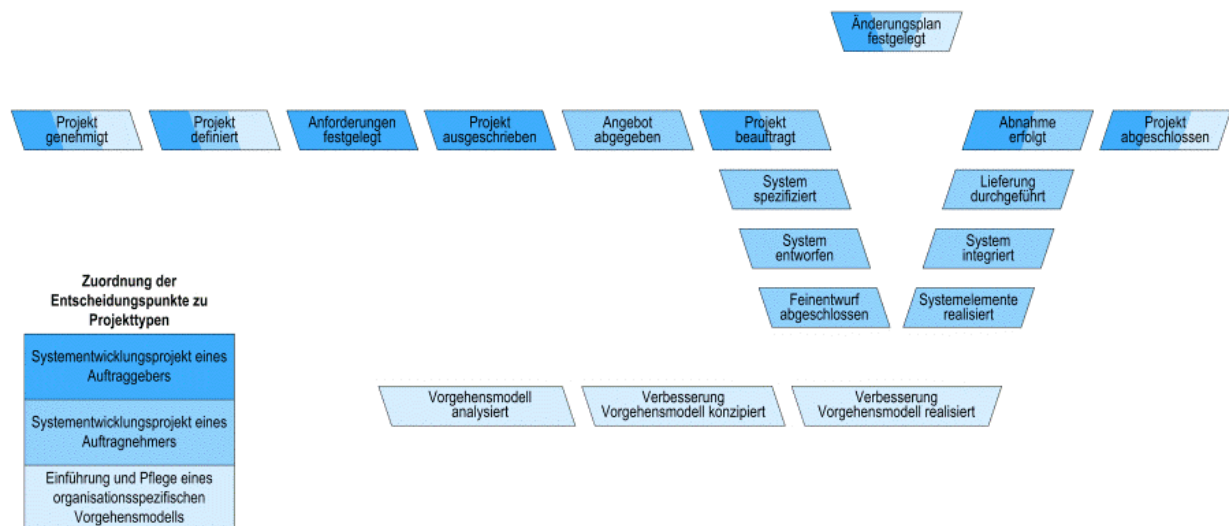 Änderungsplan
festgelegt
Projekt
genehmigt
Projekt
definiert
Anforderungen
festgelegt
Projekt
ausgeschrieben
Angebot
abgegeben
Projekt
beauftragt
Abnahme
erfolgt
Projekt
abgeschlossen
System
spezifiziert
Lieferung
durchgeführt
System
entworfen
System
integriert
Feinentwurf
abgeschlossen
Systemelemente
realisiert
Zuordnung der
Entscheidungspunkte zu
Projekttypen
Systementwicklungsprojekt eines
Auftraggebers
Systementwicklungsprojekt eines
Auftragnehmers
Einführung und Pflege eines
organisationsspezifischen
Vorgehensmodells
Vorgehensmodell
analysiert
Verbesserung
Vorgehensmodell konzipiert
Verbesserung
Vorgehensmodell realisiert